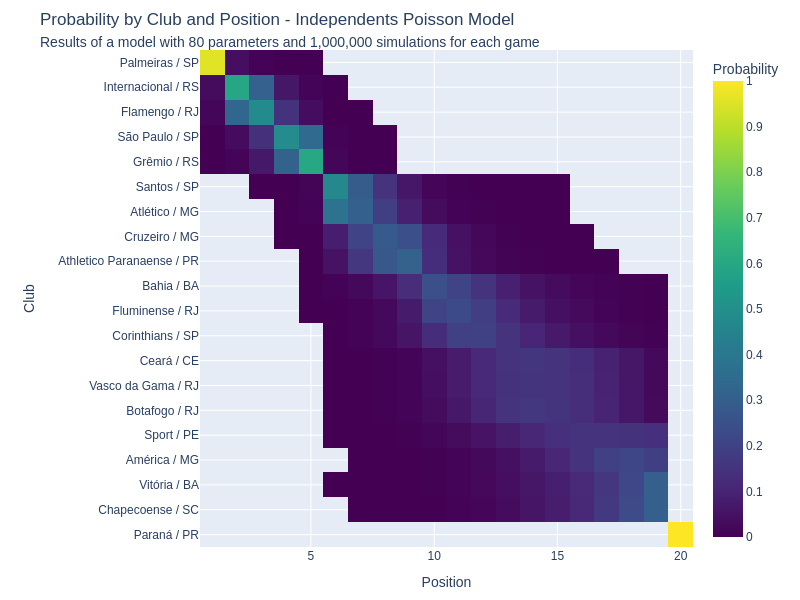 Probability by Club and Position - Independents Poisson Model
Results of a model with 80 parameters and 1,000,000 simulations for each game
Probability
Club
Palmeiras / SP
Internacional / RS
Flamengo / RJ
São Paulo / SP
Grêmio / RS
Santos / SP
Atlético / MG
Cruzeiro / MG
Athletico Paranaense / PR
Bahia / BA
Fluminense / RJ
Corinthians / SP
Ceará / CE
Vasco da Gama / RJ
Botafogo / RJ
Sport / PE
América / MG
Vitória / BA
Chapecoense / SC
Paraná / PR
5 10 15 20
Position
1
0.9
0.8
0.7
0.6
0.5
0.4
0.3
0.2
0.1
0